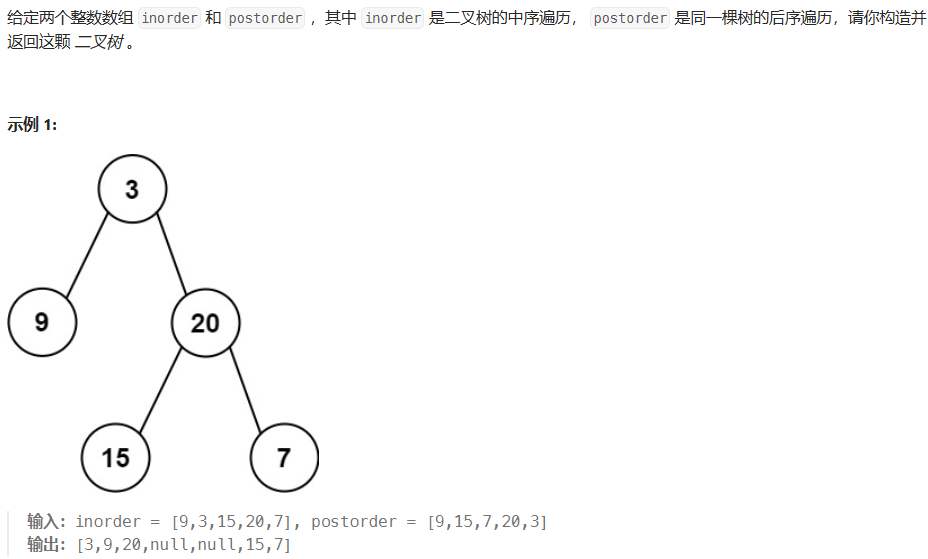 给定两个整数数组 inorder 和 postorder ，其中 inorder 是二叉树的中序遍历， postorder 是同一棵树的后序遍历，请你构造并
返回这颗 二叉树 。
示例 1:
3
9
20
15
7
输入：inorder = [9,3,15,20,7], postorder = [9,15,7,20,3]
输出：[3,9,20,null,null,15,7]